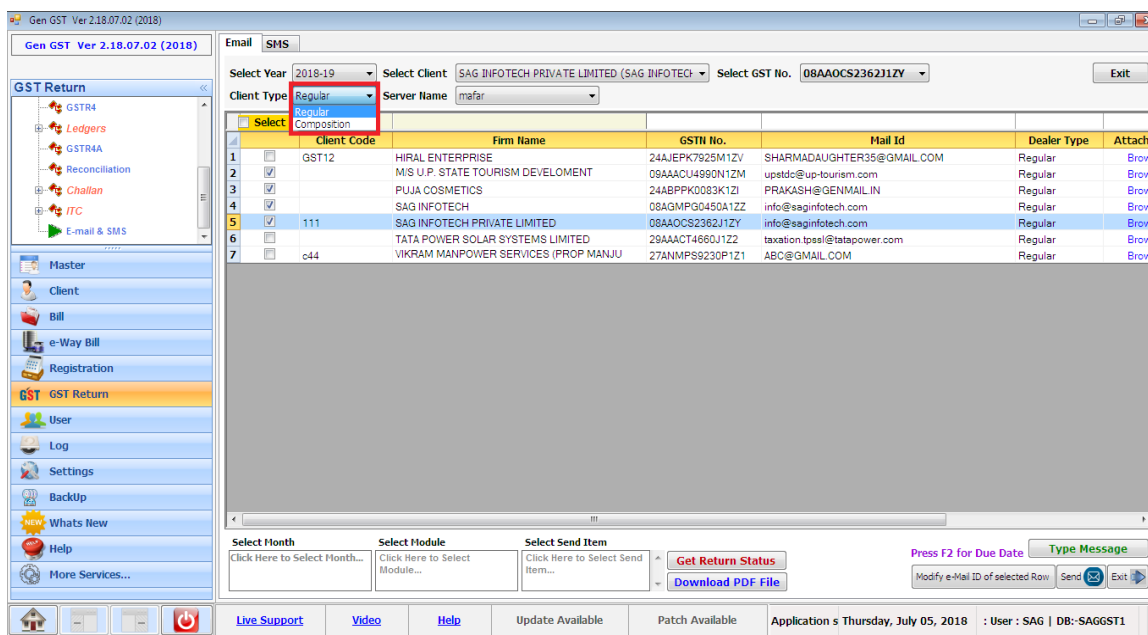 Gen GST Ver 2.18.07.02 (2018)
Gen GST Ver 2.18.07.02 (2018)
GST Return
GSTR4
Ledgers
GSTR4A
Reconciliation
Challan
ITC
E-mail & SMS
Master
Client
Bill
e-Way Bill
Registration
GST GST Return
User
Log
Settings
BackUp
NEW Whats New
Help
More Services...
Email SMS
Select Year 2018-19 Select Client SAG INFOTECH PRIVATE LIMITED (SAG INFOTECH Select GST No. 08AAOCS2362J1ZY Exit
Client Type Regular Server Name mafar
Regular
Composition
Select
Client Code Firm Name GSTN No. Mail Id Dealer Type Attach
1 GST12 HIRAL ENTERPRISE 24AJEPK7925M1ZV SHARMADAUGHTER35@GMAIL.COM Regular Brow
2 M/S U.P. STATE TOURISM DEVELOMENT 09AAACU4990N1ZM upstdc@up-tourism.com Regular Brow
3 PUJA COSMETICS 24ABPPK0083K1ZI PRAKASH@GENMAIL.IN Regular Brow
4 SAG INFOTECH 08AGMPG0450A1ZZ info@saginfotech.com Regular Brow
5 111 SAG INFOTECH PRIVATE LIMITED 08AAOCS2362J1ZY info@saginfotech.com Regular Brow
6 TATA POWER SOLAR SYSTEMS LIMITED 29AAACT4660J1Z2 taxation.tpssl@tatapower.com Regular Brow
7 c44 VIKRAM MANPOWER SERVICES (PROP MANJU 27ANMPS9230P1Z1 ABC@GMAIL.COM Regular Brow
Select Month Select Module Select Send Item
Click Here to Select Month... Click Here to Select Module... Click Here to Select Send Item...
Get Return Status
Download PDF File
Press F2 for Due Date Type Message
Modify e-Mail ID of selected Row Send Exit
Live Support Video Help Update Available Patch Available Application s Thursday, July 05, 2018 : User : SAG | DB:-SAGGST1